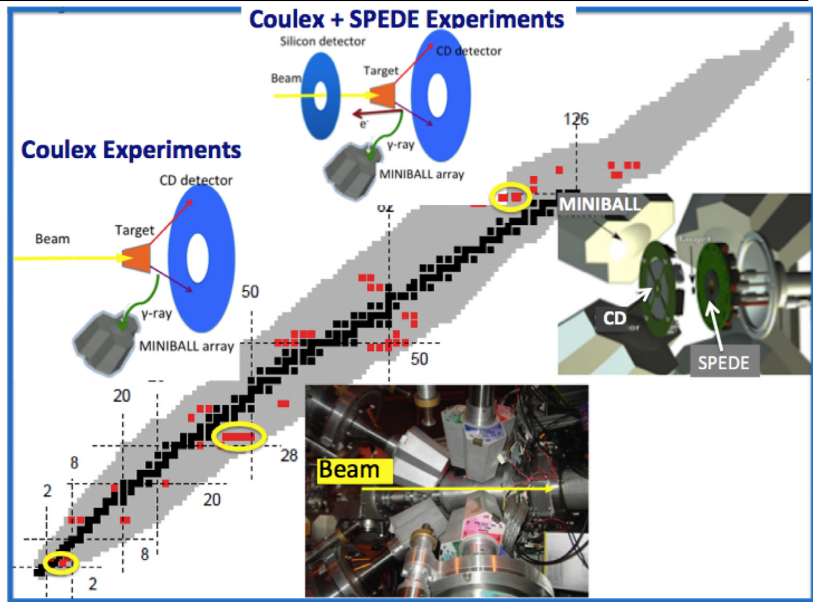 Coulex + SPEDE Experiments
Silicon detector
CD detector
Target
Beam
e-
γ-ray
MINIBALL array
126
Coulex Experiments
CD detector
Target
Beam
γ-ray
MINIBALL array
MINIBALL
CD
SPEDE
50
50
20
28
8
20
2
8
2
Beam